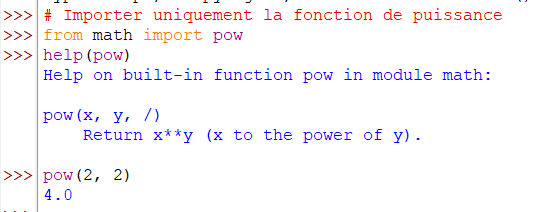 >>> # Importer uniquement la fonction de puissance
>>> from math import pow
>>> help(pow)
Help on built-in function pow in module math:
pow(x, y, /)
Return x**y (x to the power of y).
>>> pow(2, 2)
4.0